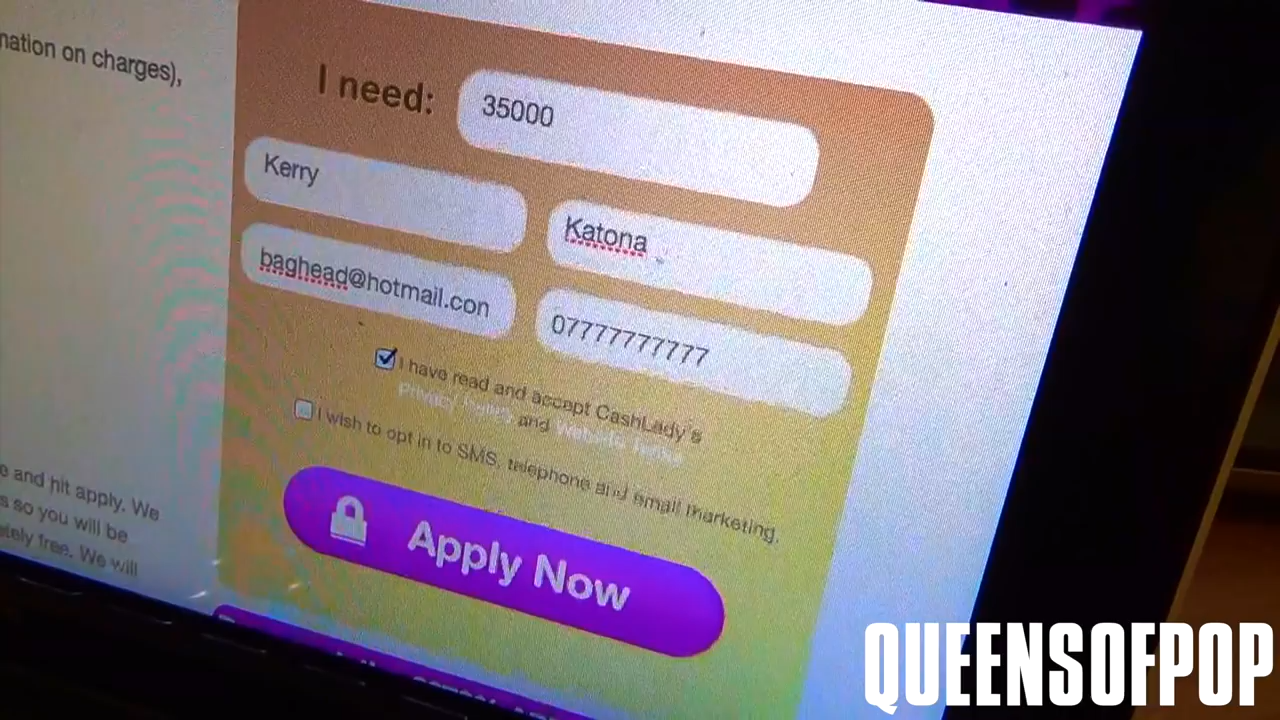 nation on charges),
I need:
35000
Kerry
Katona
baghead@hotmail.con
07777777777
I have read and accept CashLady's
Privacy Policy and Website Terms
I wish to opt in to SMS, telephone and email marketing.
Apply Now
e and hit apply. We
s so you will be
tely free. We will
QUEENSOFPOP